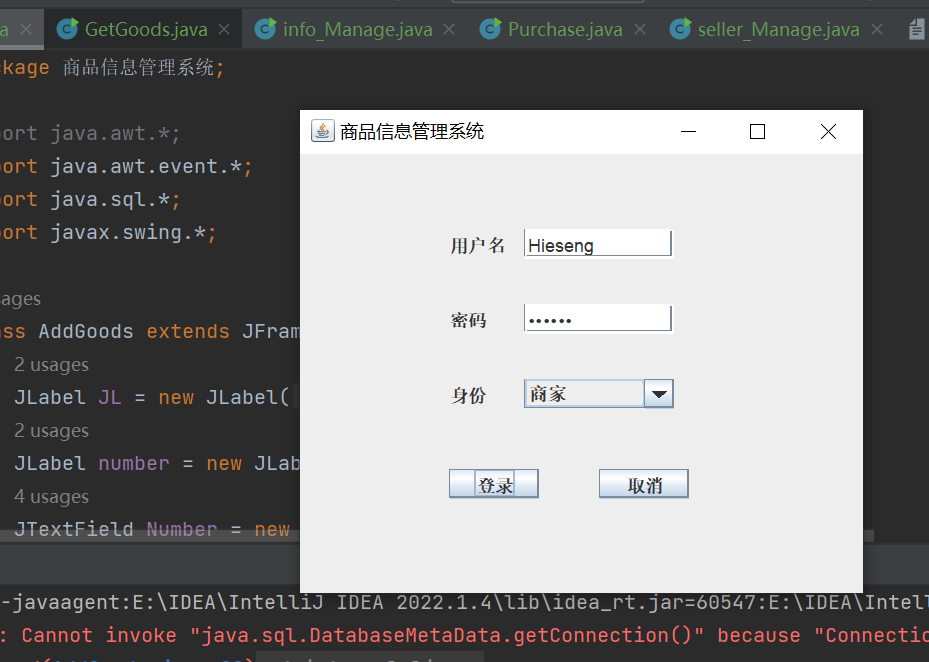 GetGoods.java info_Manage.java Purchase.java seller_Manage.java
ckage 商品信息管理系统;
ort java.awt.*;
ort java.awt.event.*;
ort java.sql.*;
ort javax.swing.*;
商品信息管理系统
用户名 Hieseng
密码 ••••••
身份 商家
登录 取消
ages
ass AddGoods extends JFram
2 usages
JLabel JL = new JLabel(
2 usages
JLabel number = new JLab
4 usages
JTextField Number = new
-javaagent:E:\IDEA\IntelliJ IDEA 2022.1.4\lib\idea_rt.jar=60547:E:\IDEA\Intell
: Cannot invoke "java.sql.DatabaseMetaData.getConnection()" because "Connectio